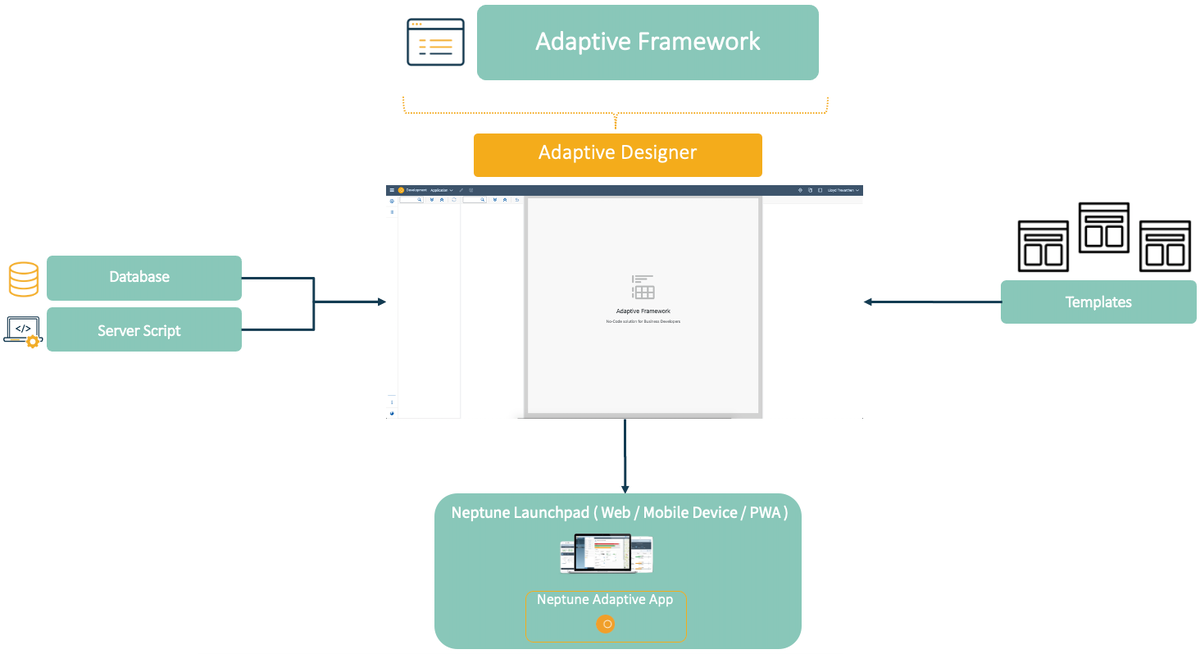 Adaptive Framework
Adaptive Designer
Development Application
Adaptive Framework
No-Code solution for Business Developers
Database
</>
Server Script
Templates
Neptune Launchpad ( Web / Mobile Device / PWA )
Neptune Adaptive App